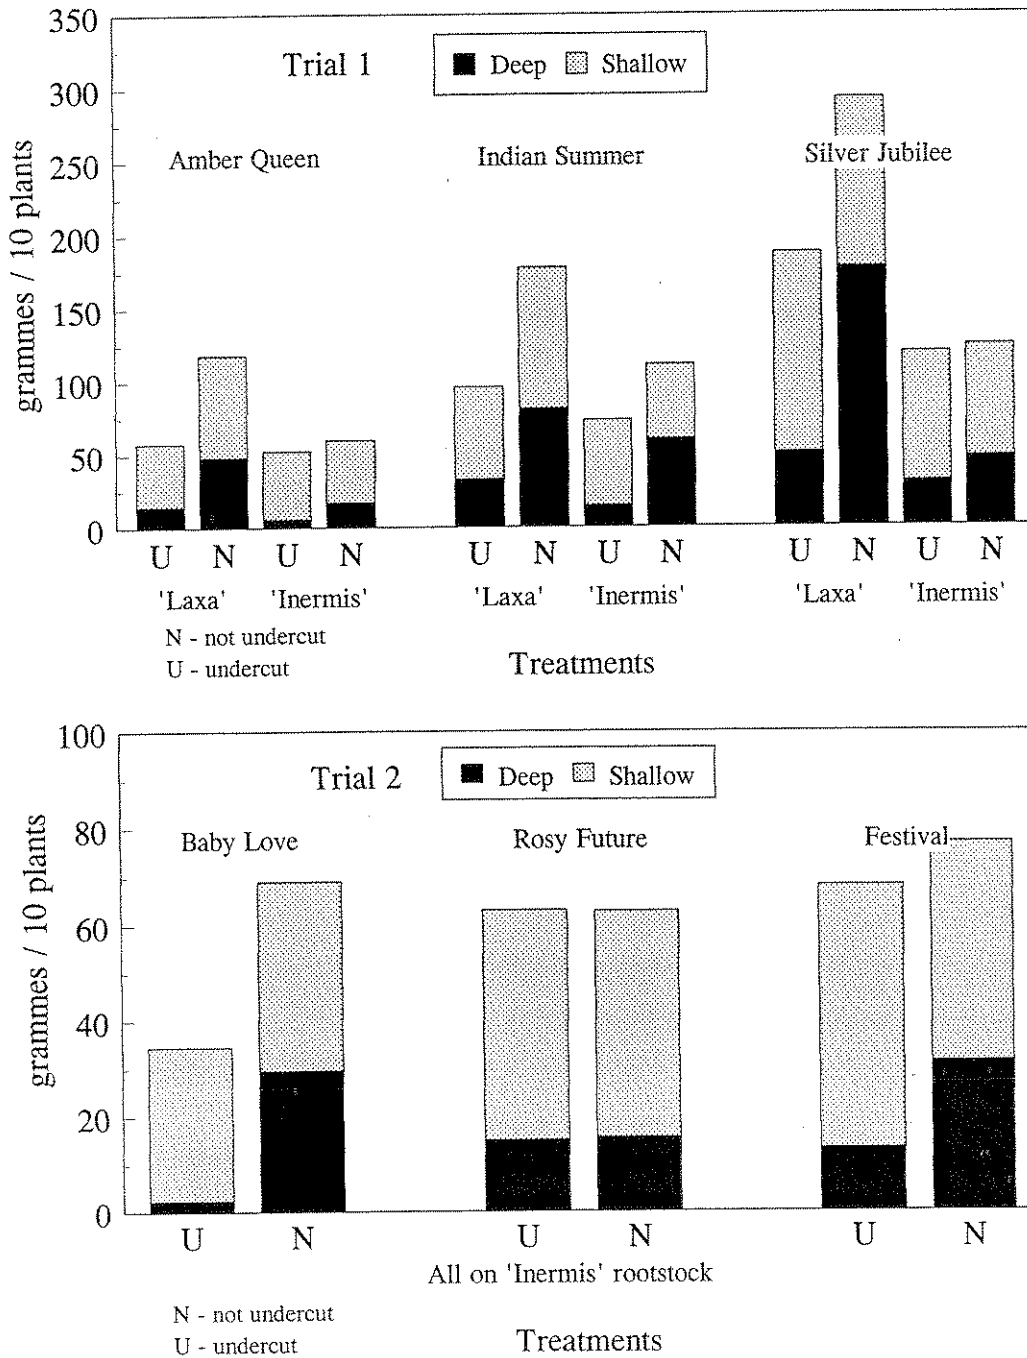 350
300
250
200
150
100
50
0
grammes / 10 plants
Trial 1
Deep Shallow
Amber Queen Indian Summer Silver Jubilee
U N U N U N U N U N U N
'Laxa' 'Inermis' 'Laxa' 'Inermis' 'Laxa' 'Inermis'
N - not undercut
U - undercut
Treatments
100
80
60
40
20
0
grammes / 10 plants
Trial 2
Deep Shallow
Baby Love Rosy Future Festival
U N U N U N
All on 'Inermis' rootstock
N - not undercut
U - undercut
Treatments